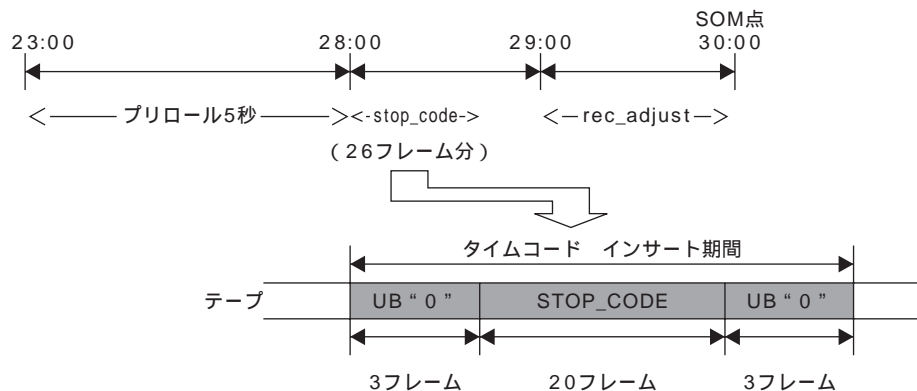 SOM点
23:00 28:00 29:00 30:00
プリロール5秒 <-stop_code-> rec_adjust
(26フレーム分)
タイムコード インサート期間
テープ UB“0” STOP_CODE UB“0”
3フレーム 20フレーム 3フレーム